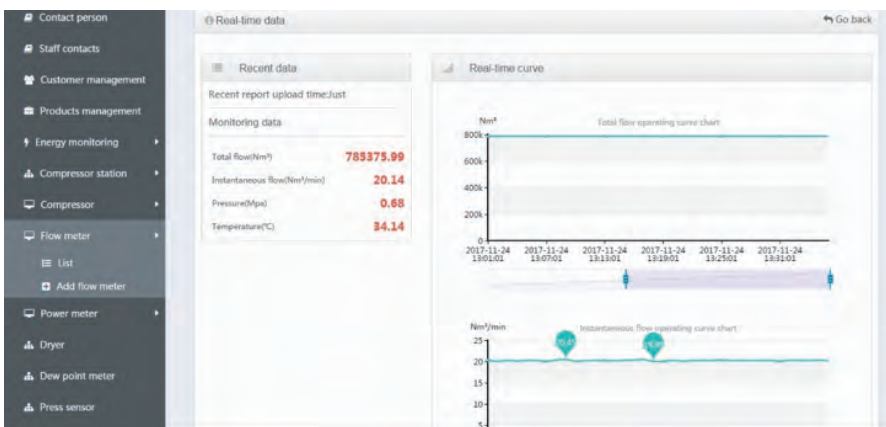 Contact person
Staff contacts
Customer management
Products management
Energy monitoring
Compressor station
Compressor
Flow meter
List
Add flow meter
Power meter
Dryer
Dew point meter
Press sensor
Real-time data
Go back
Recent data
Recent report upload time:Just
Monitoring data
Total flow(Nm³) 785375.99
Instantaneous flow(Nm³/min) 20.14
Pressure(Mpa) 0.68
Temperature(℃) 34.14
Real-time curve
Nm³
Total flow operating curve chart
800k
600k
400k
200k
0
2017-11-24 2017-11-24 2017-11-24 2017-11-24 2017-11-24 2017-11-24
13:01:01 13:07:01 13:13:01 13:19:01 13:25:01 13:31:01
Nm³/min
Instantaneous flow operating curve chart
25
20
15
10
5